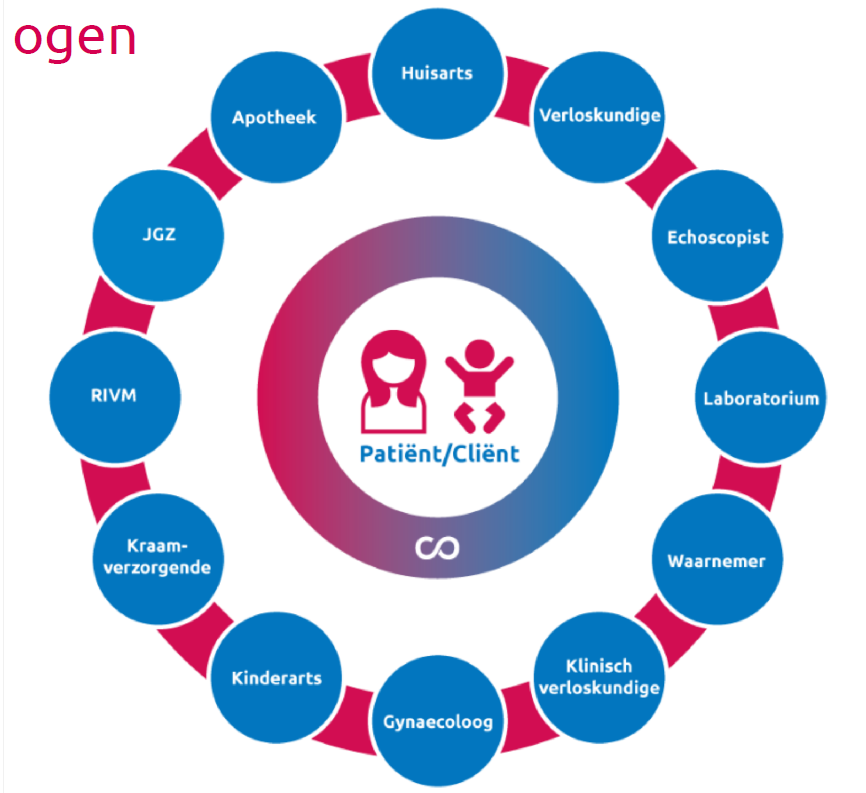 ogen
Huisarts
Verloskundige
Echoscopist
Laboratorium
Waarnemer
Klinisch
verloskundige
Gynaecoloog
Kinderarts
Kraam-
verzorgende
RIVM
JGZ
Apotheek
Patiënt/Cliënt